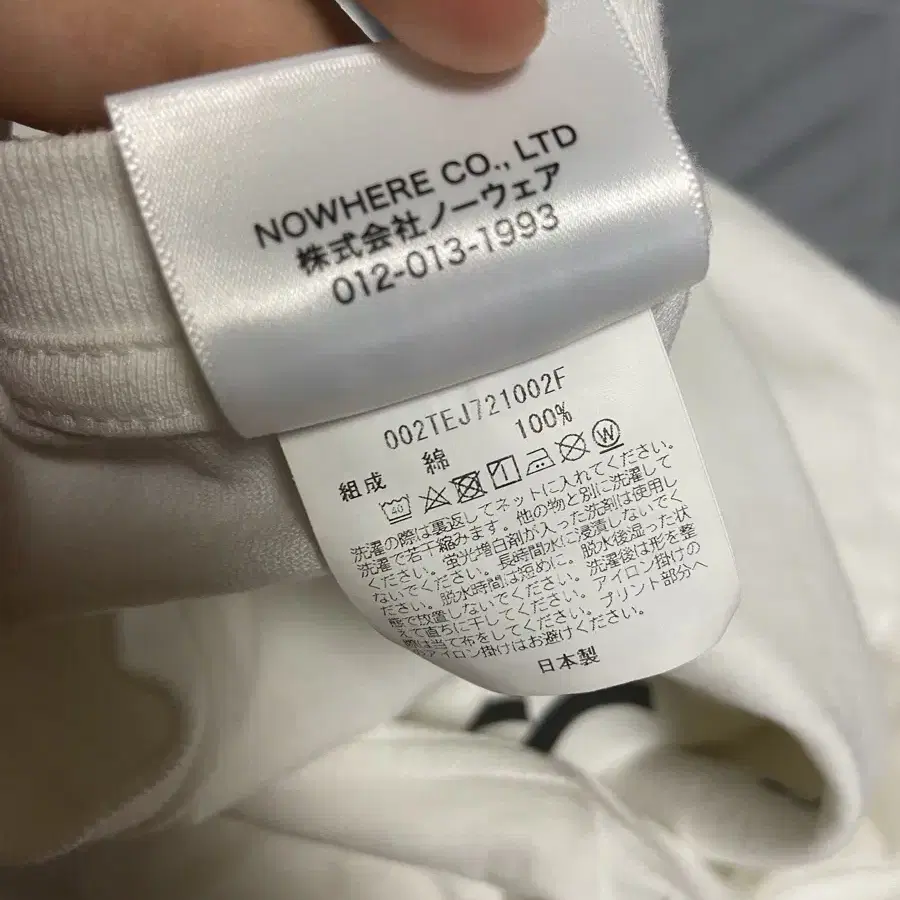 NOWHERE CO., LTD
株式会社ノーウェア
012-013-1993
002TEJ721002F
組成 綿 100%
40 W
洗濯の際は裏返してネットに入れてください。
洗濯で若干縮みます。他の物と別に洗濯して
ください。蛍光増白剤が入った洗剤は使用し
ないでください。長時間水に浸漬しないでく
ださい。脱水時間は短めに。脱水後湿った状
態で放置しないでください。洗濯後は形を整
えて直ちに干してください。アイロン掛けの
際は当て布をしてください。プリント部分へ
アイロン掛けはお避けください。
日本製